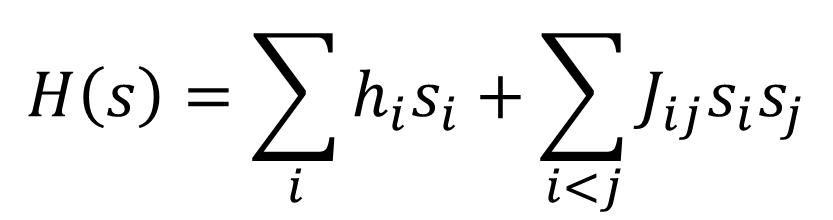 H(s) = ∑_i h_i s_i + ∑_{i<j} J_{ij} s_i s_j